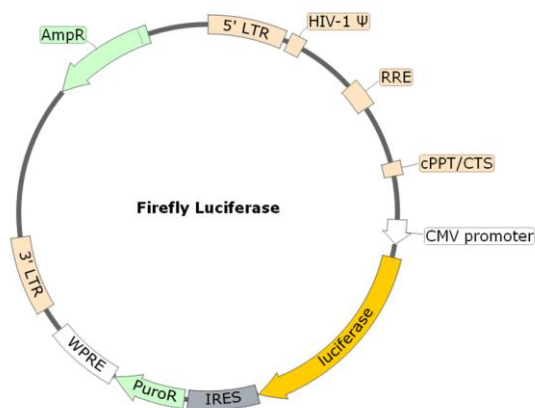 AmpR
5' LTR
HIV-1 Ψ
RRE
cPPT/CTS
Firefly Luciferase
CMV promoter
luciferase
IRES
PuroR
WPRE
3' LTR